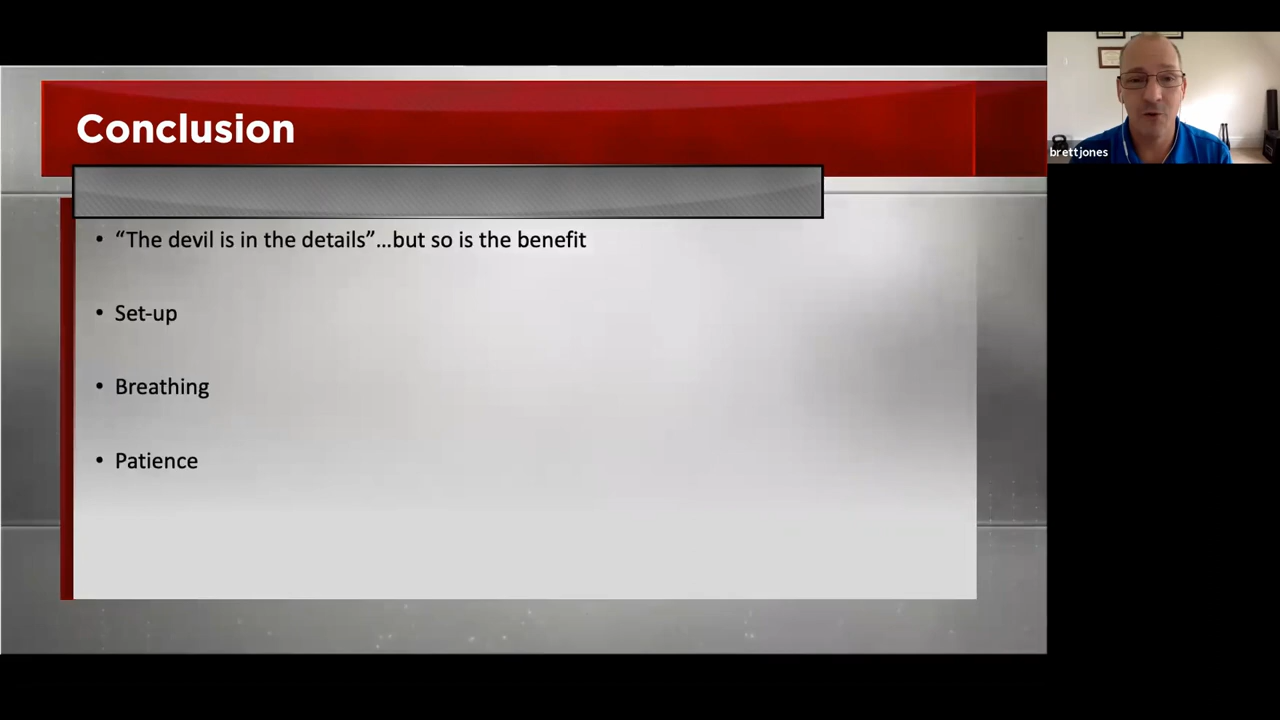 Conclusion
• “The devil is in the details”...but so is the benefit
• Set-up
• Breathing
• Patience
brettjones